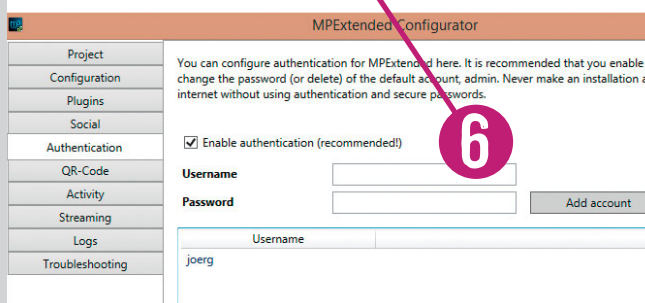 MPExtended Configurator
Project
Configuration
Plugins
Social
Authentication
QR-Code
Activity
Streaming
Logs
Troubleshooting
You can configure authentication for MPExtended here. It is recommended that you enable
change the password (or delete) of the default account, admin. Never make an installation a
internet without using authentication and secure passwords.
Enable authentication (recommended!)
6
Username
Password
Add account
Username
joerg